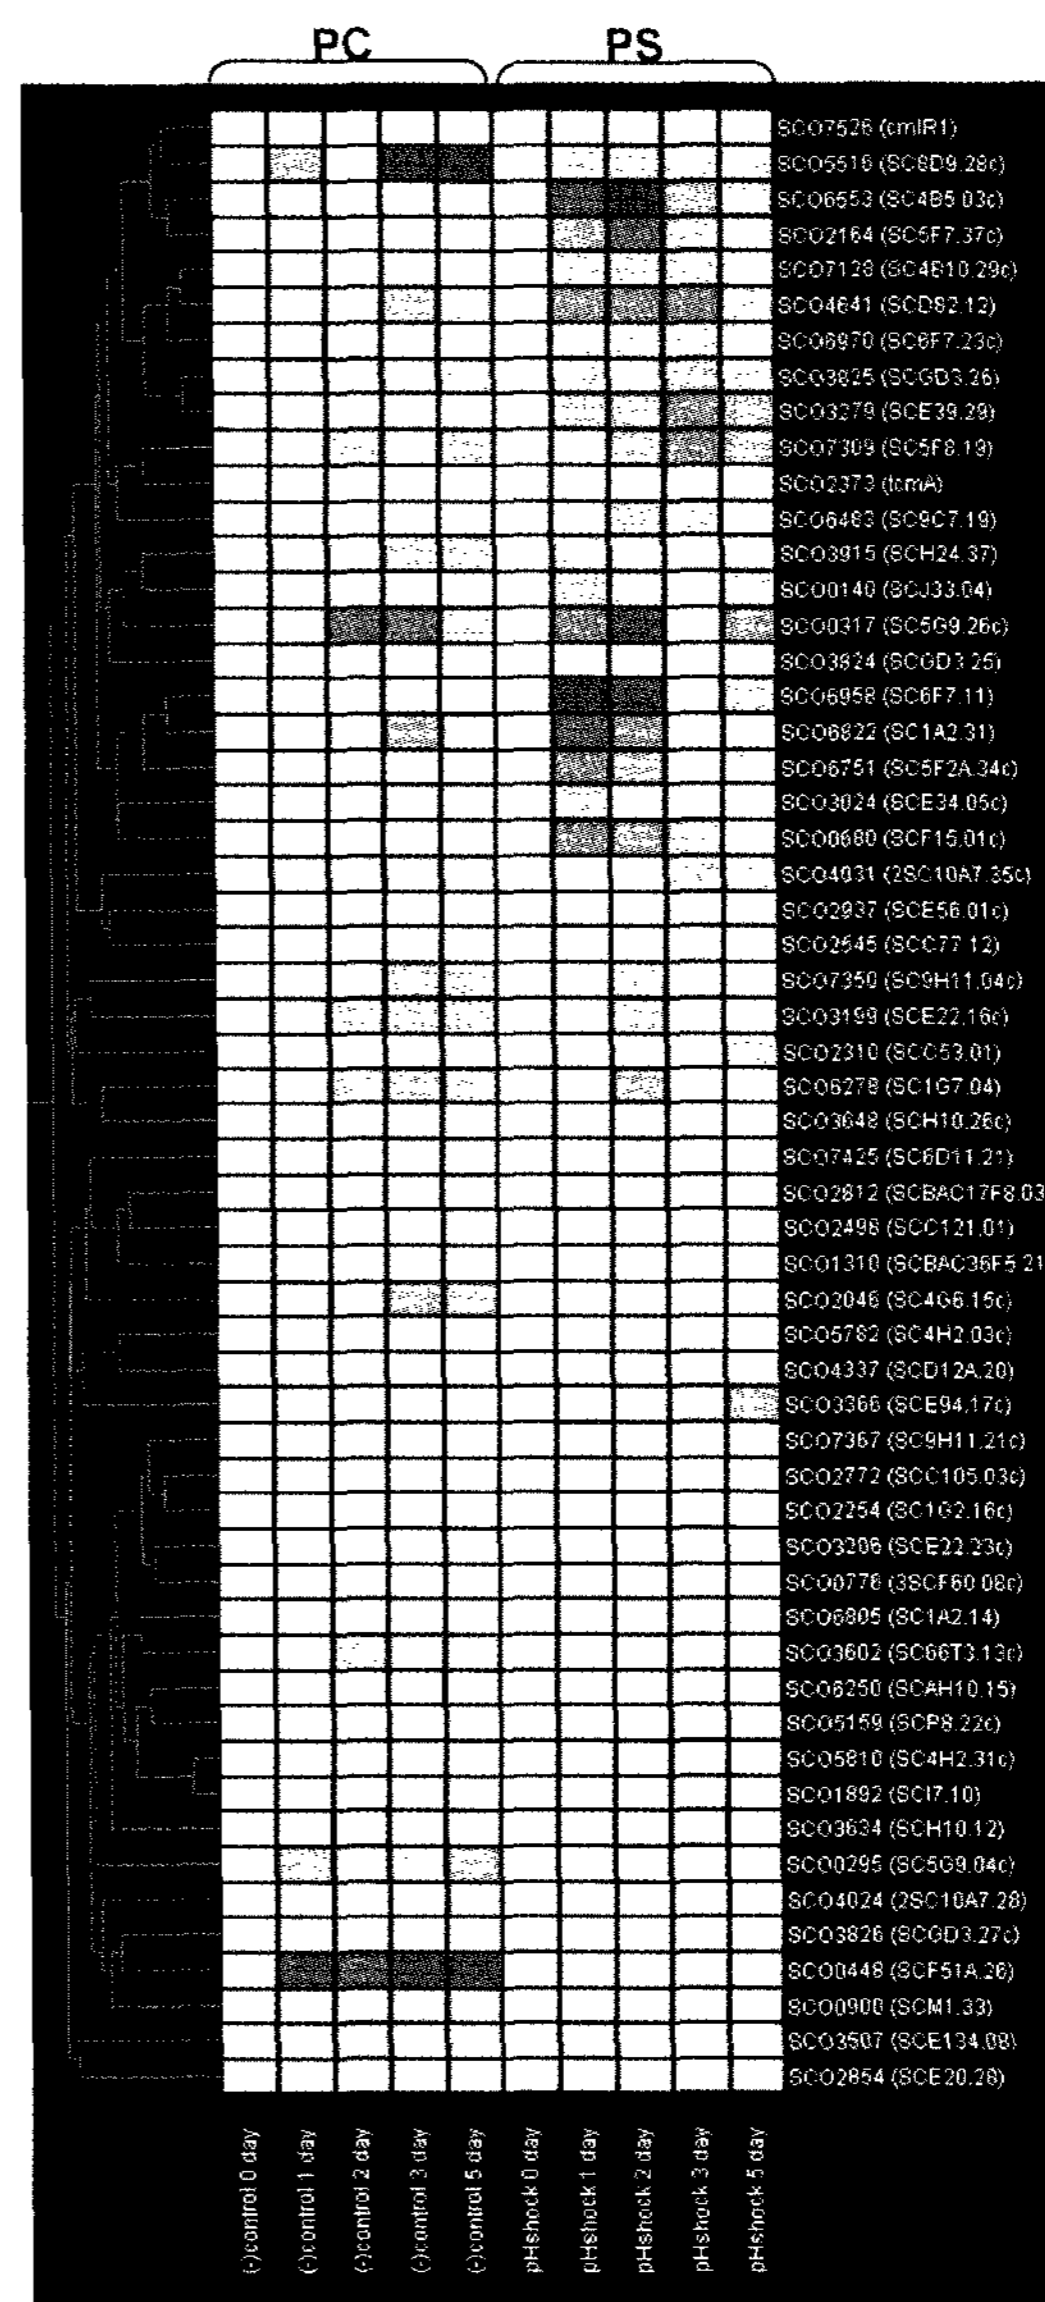 PC PS
SCO7526 (cmlR1)
SCO5516 (SC8D9.28c)
SCO6553 (SC4B5.03c)
SCO2164 (SC5F7.37c)
SCO7128 (SC4B10.29c)
SCO4641 (SCD82.12)
SCO6970 (SC6F7.23c)
SCO3825 (SCGD3.26)
SCO3279 (SCE39.29)
SCO7309 (SC5F8.19)
SCO2373 (tcmA)
SCO6483 (SC9C7.19)
SCO3915 (SCH24.37)
SCO0140 (SCJ33.04)
SCO0317 (SC5G9.26c)
SCO3824 (SCGD3.25)
SCO6958 (SC6F7.11)
SCO6822 (SC1A2.31)
SCO6751 (SC5F2A.34c)
SCO3024 (SCE34.05c)
SCO0680 (SCF15.01c)
SCO4031 (2SC10A7.35c)
SCO2937 (SCE56.01c)
SCO2545 (SCC77.12)
SCO7350 (SC9H11.04c)
SCO3199 (SCE22.16c)
SCO2310 (SCC53.01)
SCO6278 (SC1G7.04)
SCO3648 (SCH10.26c)
SCO7425 (SC6D11.21)
SCO2812 (SCBAC17F8.03
SCO2496 (SCC121.01)
SCO1310 (SCBAC36F5.21
SCO2046 (SC4G6.15c)
SCO5782 (SC4H2.03c)
SCO4337 (SCD12A.20)
SCO3366 (SCE94.17c)
SCO7367 (SC9H11.21c)
SCO2772 (SCC105.03c)
SCO2254 (SC1G2.16c)
SCO3206 (SCE22.23c)
SCO0776 (3SCF60.08c)
SCO6805 (SC1A2.14)
SCO3602 (SC66T3.13c)
SCO6250 (SCAH10.15)
SCO5159 (SCP8.22c)
SCO5810 (SC4H2.31c)
SCO1892 (SCI7.10)
SCO3634 (SCH10.12)
SCO0295 (SC5G9.04c)
SCO4024 (2SC10A7.28)
SCO3826 (SCGD3.27c)
SCO0448 (SCF51A.26)
SCO0900 (SCM1.33)
SCO3507 (SCE134.08)
SCO2854 (SCE20.28)
(-)control 0 day
(-)control 1 day
(-)control 2 day
(-)control 3 day
(-)control 5 day
pHshock 0 day
pHshock 1 day
pHshock 2 day
pHshock 3 day
pHshock 5 day